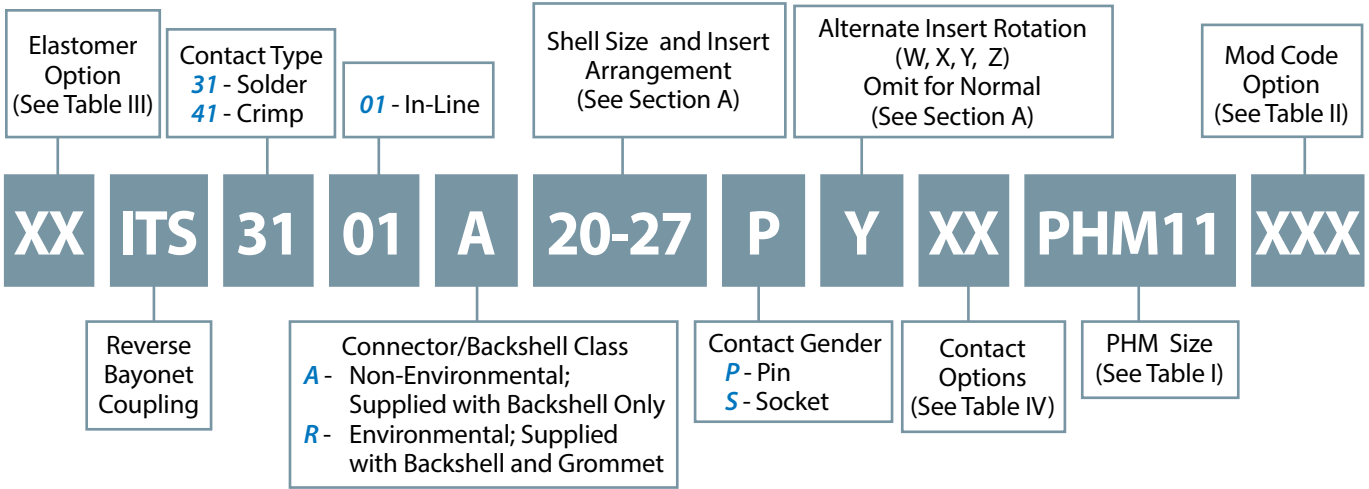 Elastomer
Option
(See Table III)
Contact Type
31 - Solder
41 - Crimp
01 - In-Line
Shell Size and Insert
Arrangement
(See Section A)
Alternate Insert Rotation
(W, X, Y, Z)
Omit for Normal
(See Section A)
Mod Code
Option
(See Table II)
XX ITS 31 01 A 20-27 P Y XX PHM11 XXX
Reverse
Bayonet
Coupling
Connector/Backshell Class
A - Non-Environmental;
Supplied with Backshell Only
R - Environmental; Supplied
with Backshell and Grommet
Contact Gender
P - Pin
S - Socket
Contact
Options
(See Table IV)
PHM Size
(See Table I)